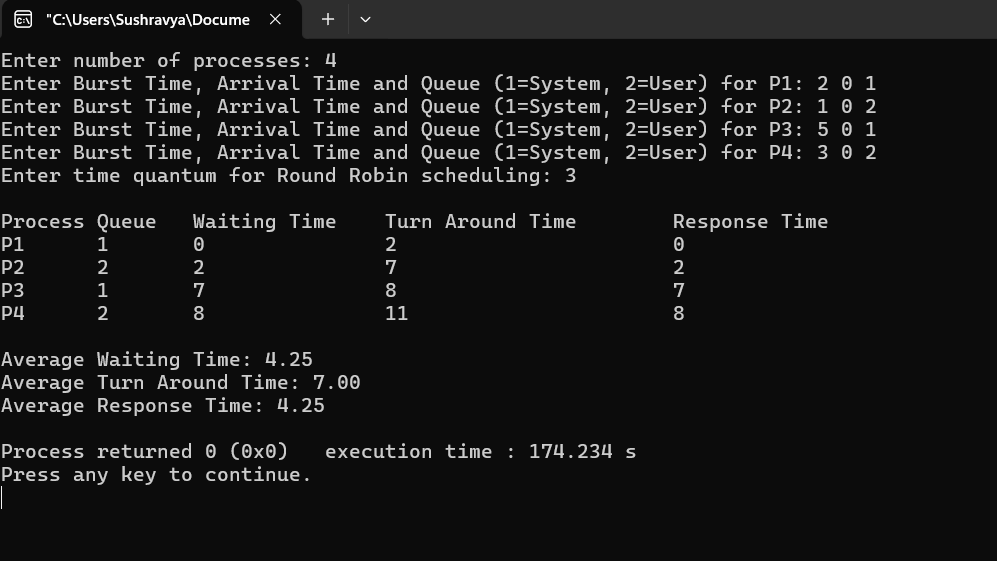 "C:\Users\Sushravya\Docume
Enter number of processes: 4
Enter Burst Time, Arrival Time and Queue (1=System, 2=User) for P1: 2 0 1
Enter Burst Time, Arrival Time and Queue (1=System, 2=User) for P2: 1 0 2
Enter Burst Time, Arrival Time and Queue (1=System, 2=User) for P3: 5 0 1
Enter Burst Time, Arrival Time and Queue (1=System, 2=User) for P4: 3 0 2
Enter time quantum for Round Robin scheduling: 3
Process Queue Waiting Time Turn Around Time Response Time
P1 1 0 2 0
P2 2 2 7 2
P3 1 7 8 7
P4 2 8 11 8
Average Waiting Time: 4.25
Average Turn Around Time: 7.00
Average Response Time: 4.25
Process returned 0 (0x0) execution time : 174.234 s
Press any key to continue.